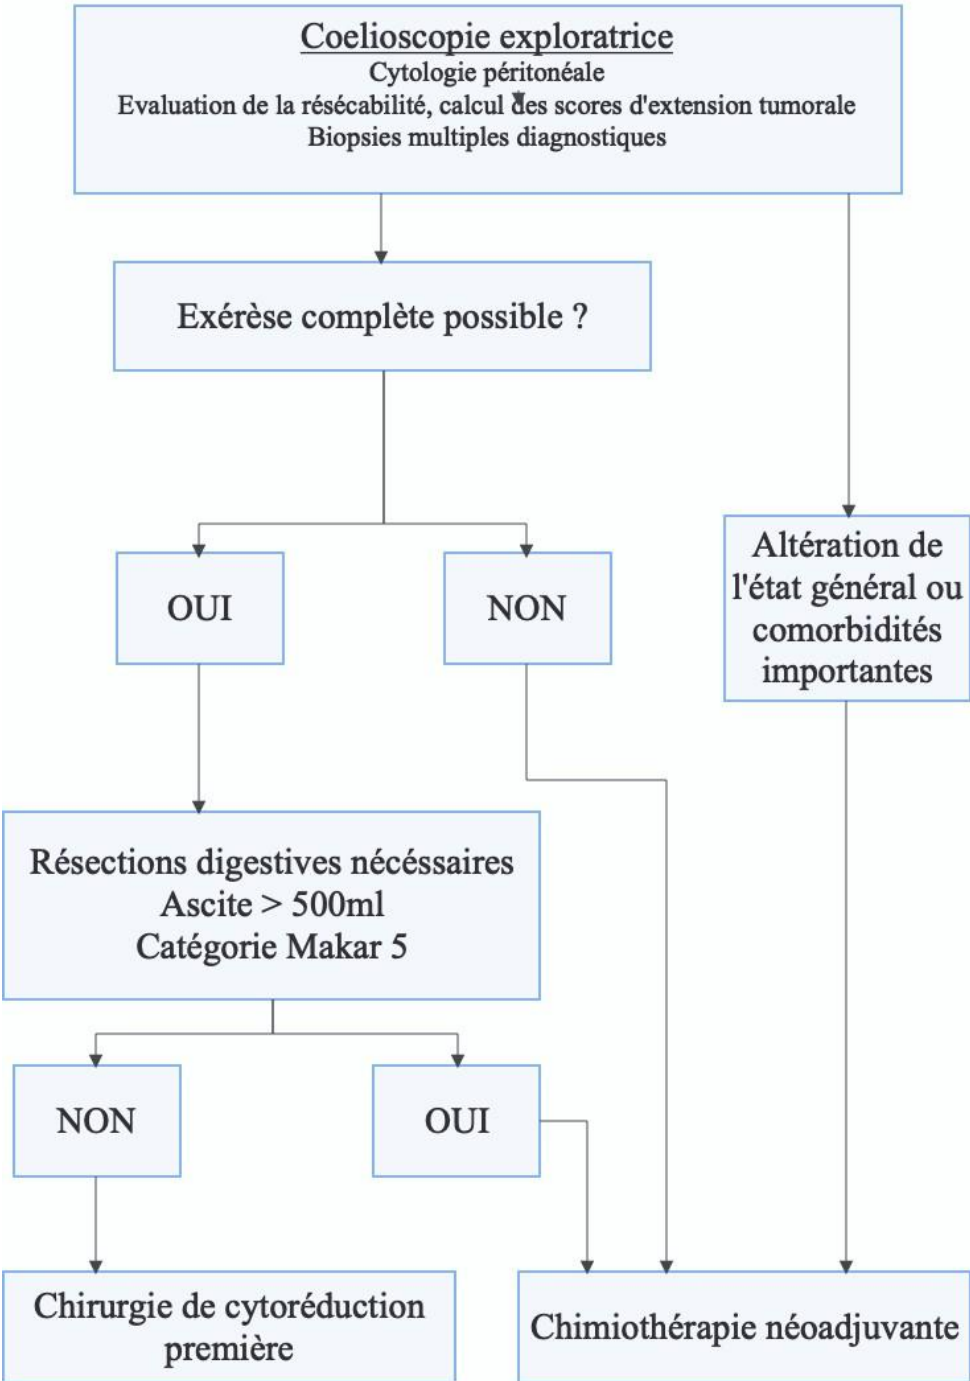 Coelioscopie exploratrice
Cytologie péritonéale
Evaluation de la résécabilité, calcul des scores d'extension tumorale
Biopsies multiples diagnostiques
Exérèse complète possible ?
OUI
NON
Altération de
l'état général ou
comorbidités
importantes
Résections digestives nécéssaires
Ascite > 500ml
Catégorie Makar 5
NON
OUI
Chirurgie de cytoréduction
première
Chimiothérapie néoadjuvante